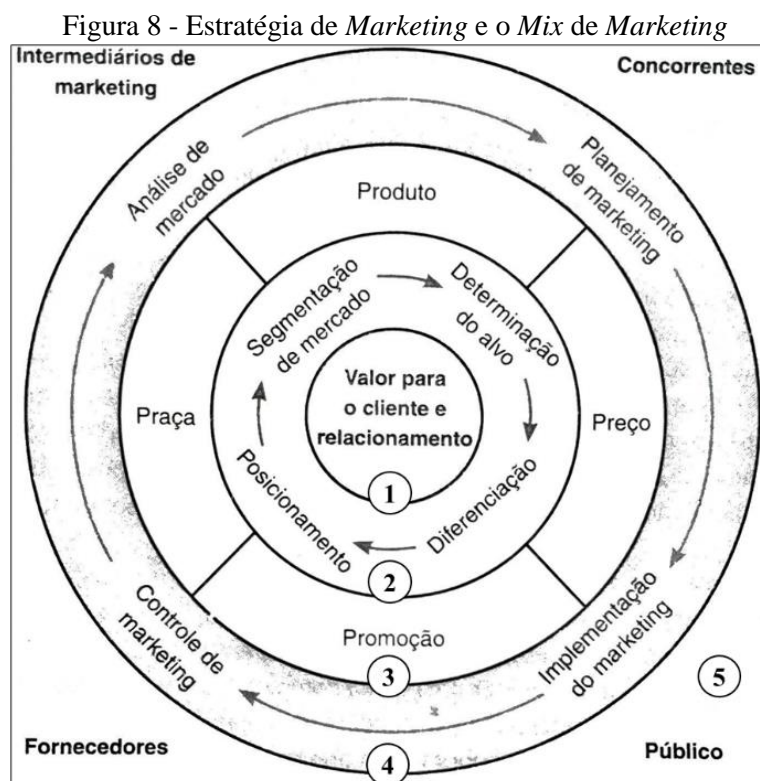 Figura 8 - Estratégia de Marketing e o Mix de Marketing
Intermediários de
marketing
Concorrentes
Análise de
mercado
Planejamento
de marketing
Produto
Segmentação
de mercado
Determinação
do alvo
Valor para
o cliente e
relacionamento
Praça
Preço
1
Posicionamento
Diferenciação
2
Controle de
marketing
Promoção
Implementação
do marketing
3
5
4
Fornecedores
Público